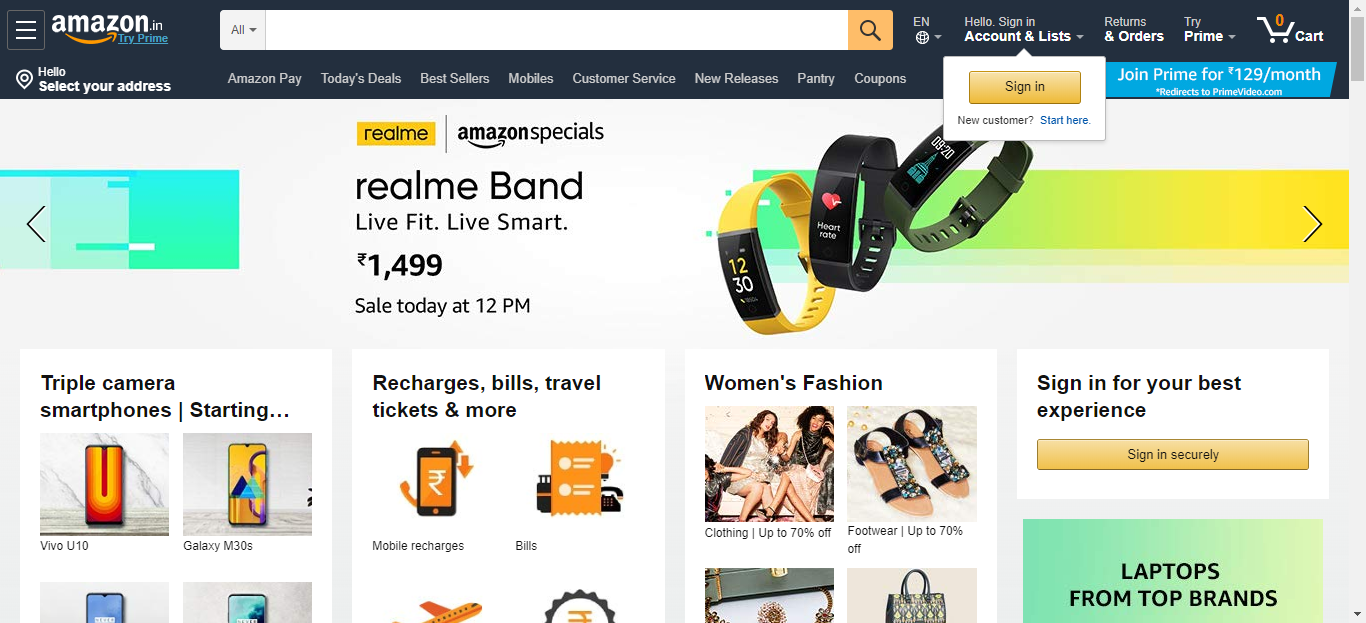 amazon.in
Try Prime
All
EN
Hello. Sign in
Account & Lists
Returns
& Orders
Try
Prime
0
Cart
Hello
Select your address
Amazon Pay
Today's Deals
Best Sellers
Mobiles
Customer Service
New Releases
Pantry
Coupons
Join Prime for ₹129/month
*Redirects to PrimeVideo.com
Sign in
New customer? Start here.
realme
amazonspecials
realme Band
Live Fit. Live Smart.
₹1,499
Sale today at 12 PM
08:20
Heart
rate
12
30
Triple camera
smartphones | Starting…
Vivo U10
Galaxy M30s
Recharges, bills, travel
tickets & more
₹
Mobile recharges
Bills
Women's Fashion
Clothing | Up to 70% off
Footwear | Up to 70%
off
Sign in for your best
experience
Sign in securely
LAPTOPS
FROM TOP BRANDS